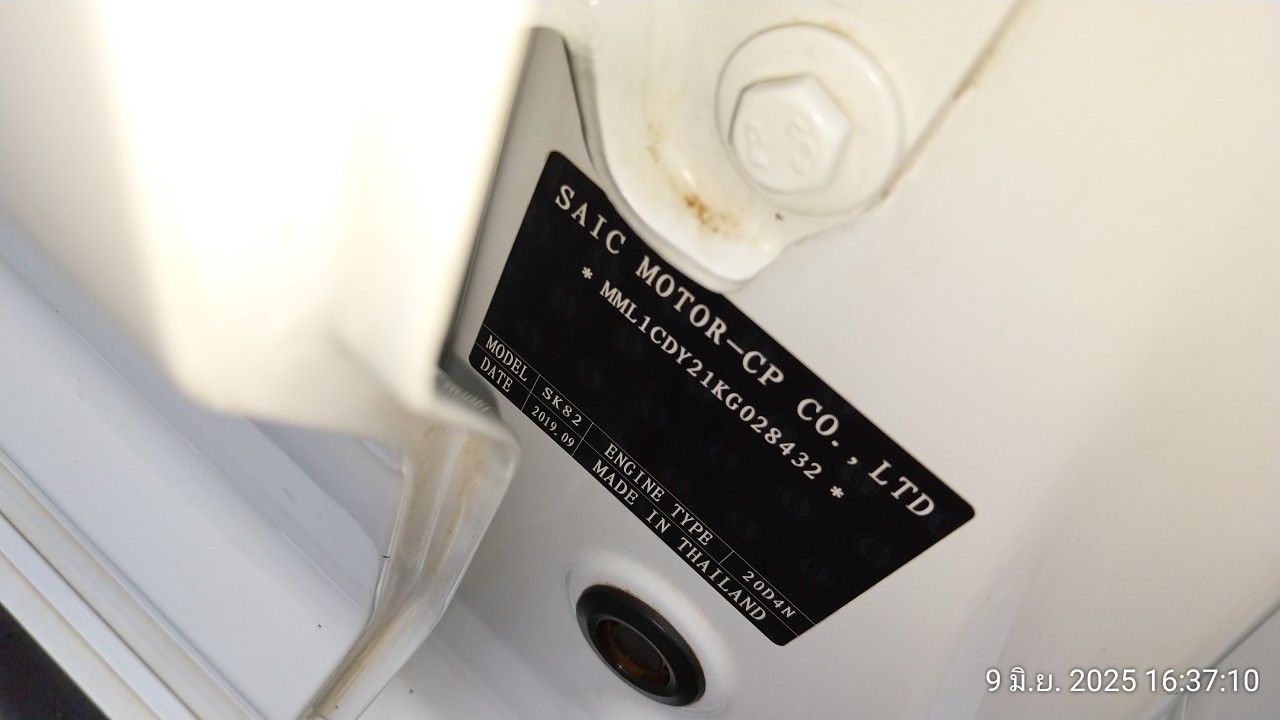 SAIC MOTOR-CP CO.,LTD
* MML1CDY21KG028432 *
MODEL SK82 ENGINE TYPE 20D4N
DATE 2019.09 MADE IN THAILAND
9 มิ.ย. 2025 16:37:10